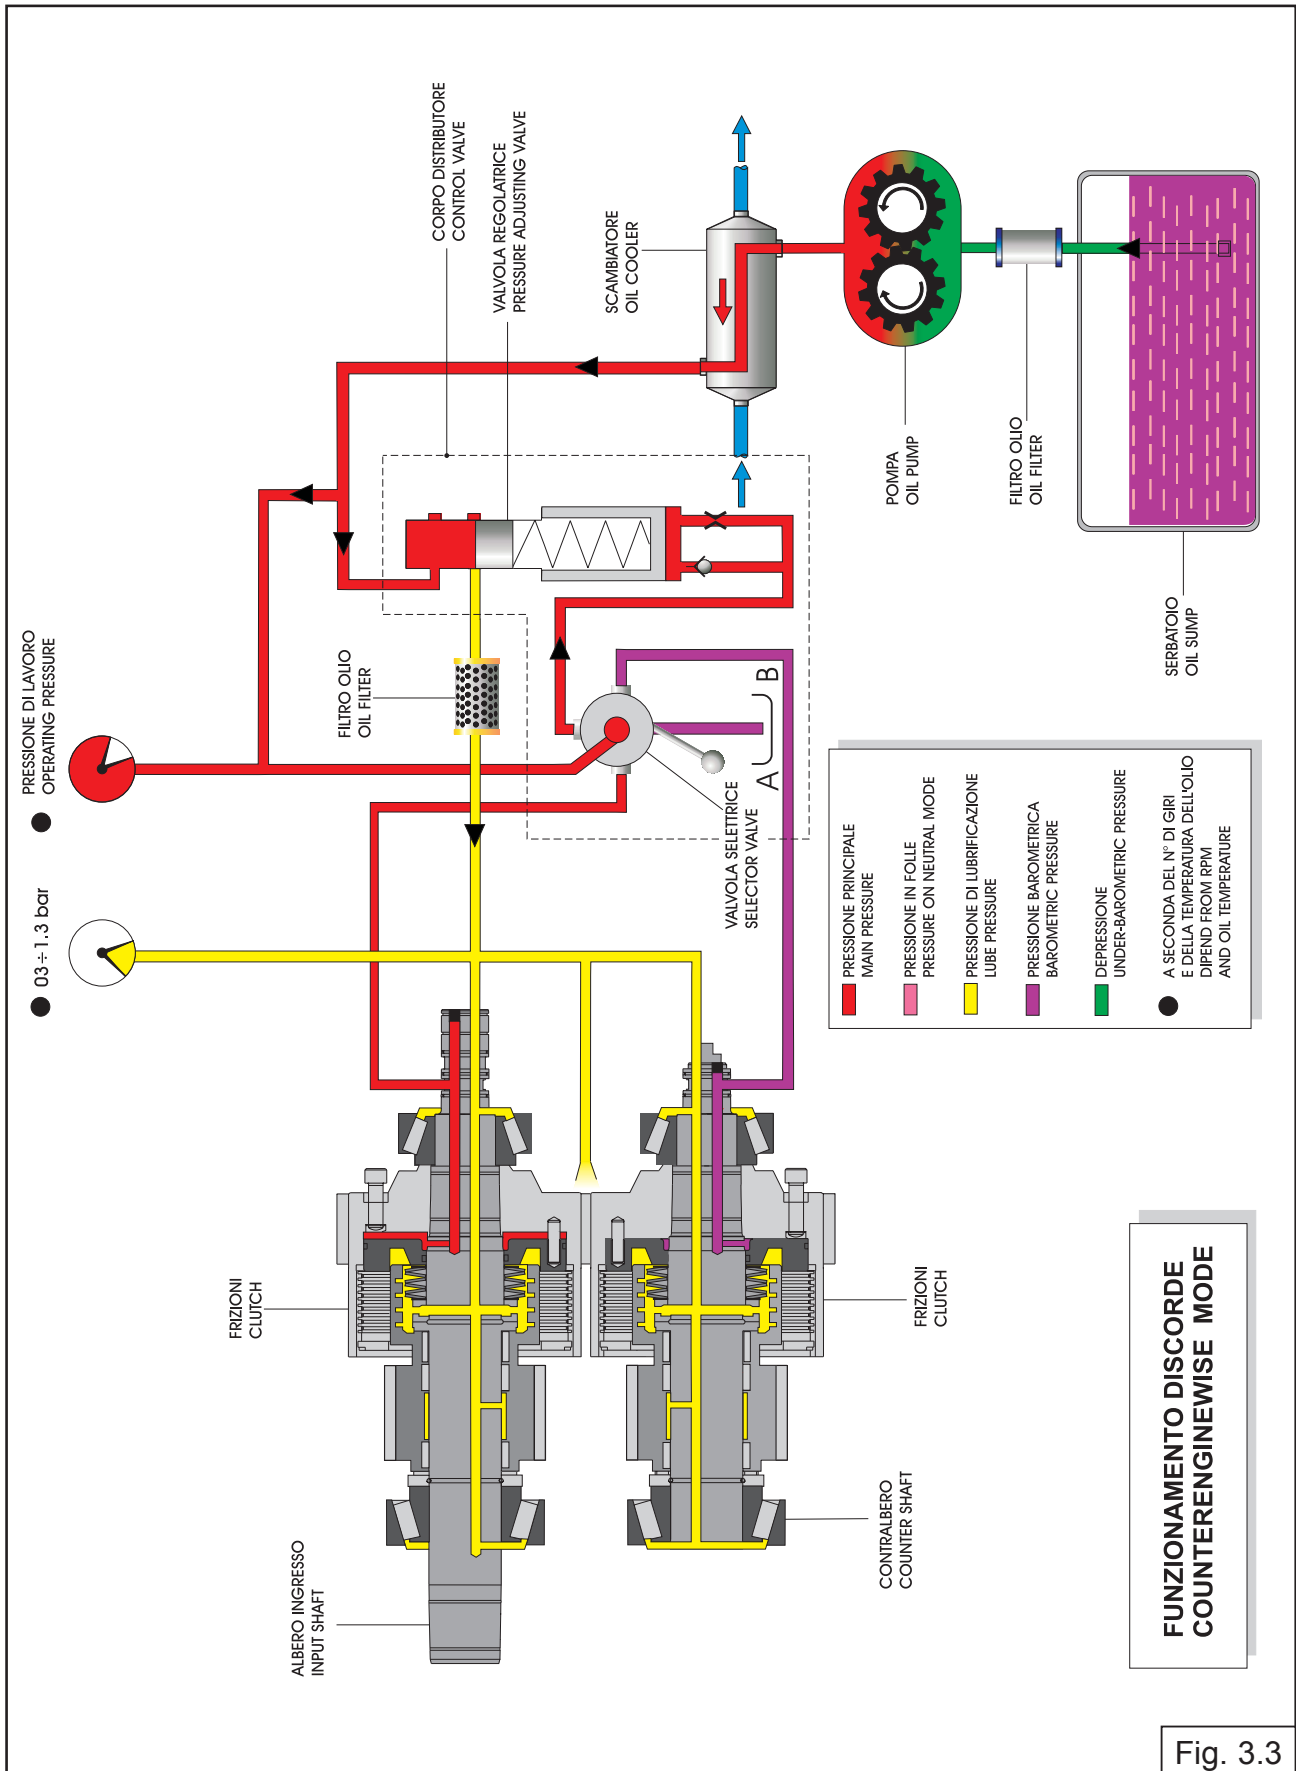 PRESSIONE DI LAVORO
OPERATING PRESSURE
03 ÷ 1.3 bar
CORPO DISTRIBUTORE
CONTROL VALVE
VALVOLA REGOLATRICE
PRESSURE ADJUSTING VALVE
SCAMBIATORE
OIL COOLER
POMPA
OIL PUMP
FILTRO OLIO
OIL FILTER
SERBATOIO
OIL SUMP
FILTRO OLIO
OIL FILTER
A
B
VALVOLA SELETTRICE
SELECTOR VALVE
FRIZIONI
CLUTCH
FRIZIONI
CLUTCH
ALBERO INGRESSO
INPUT SHAFT
CONTRALBERO
COUNTER SHAFT
PRESSIONE PRINCIPALE
MAIN PRESSURE
PRESSIONE IN FOLLE
PRESSURE ON NEUTRAL MODE
PRESSIONE DI LUBRIFICAZIONE
LUBE PRESSURE
PRESSIONE BAROMETRICA
BAROMETRIC PRESSURE
DEPRESSIONE
UNDER-BAROMETRIC PRESSURE
A SECONDA DEL N° DI GIRI
E DELLA TEMPERATURA DELL'OLIO
DIPEND FROM RPM
AND OIL TEMPERATURE
FUNZIONAMENTO DISCORDE
COUNTERENGINEWISE MODE
Fig. 3.3